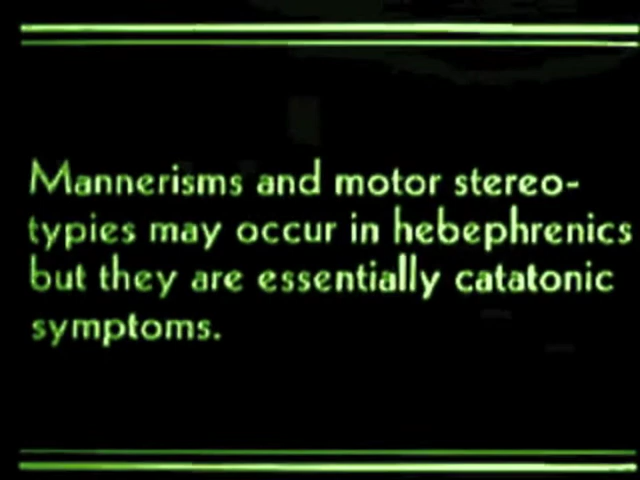 Mannerisms and motor stereo-
typies may occur in hebephrenics
but they are essentially catatonic
symptoms.